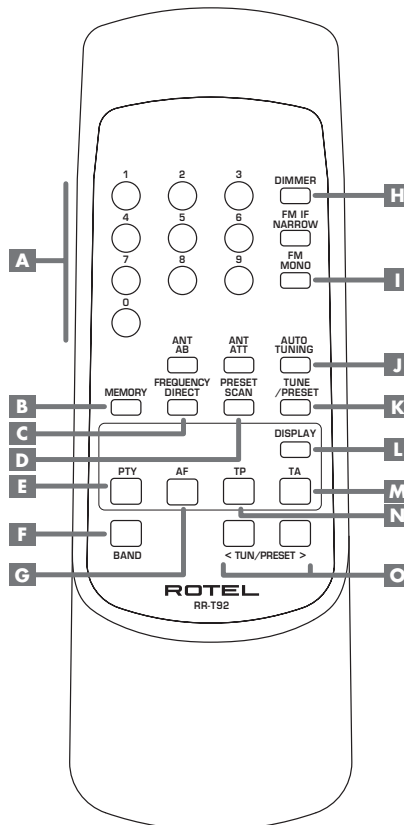 1 2 3 DIMMER
H
FM IF
NARROW
4 5 6
FM
MONO
A
7 8 9
I
0
ANT
AB
ANT
ATT
AUTO
TUNING
J
MEMORY
FREQUENCY
DIRECT
PRESET
SCAN
TUNE
/PRESET
B
K
C
DISPLAY
D
L
E
PTY AF TP TA
M
N
F
BAND
< TUN/PRESET >
G
O
ROTEL
RR-T92